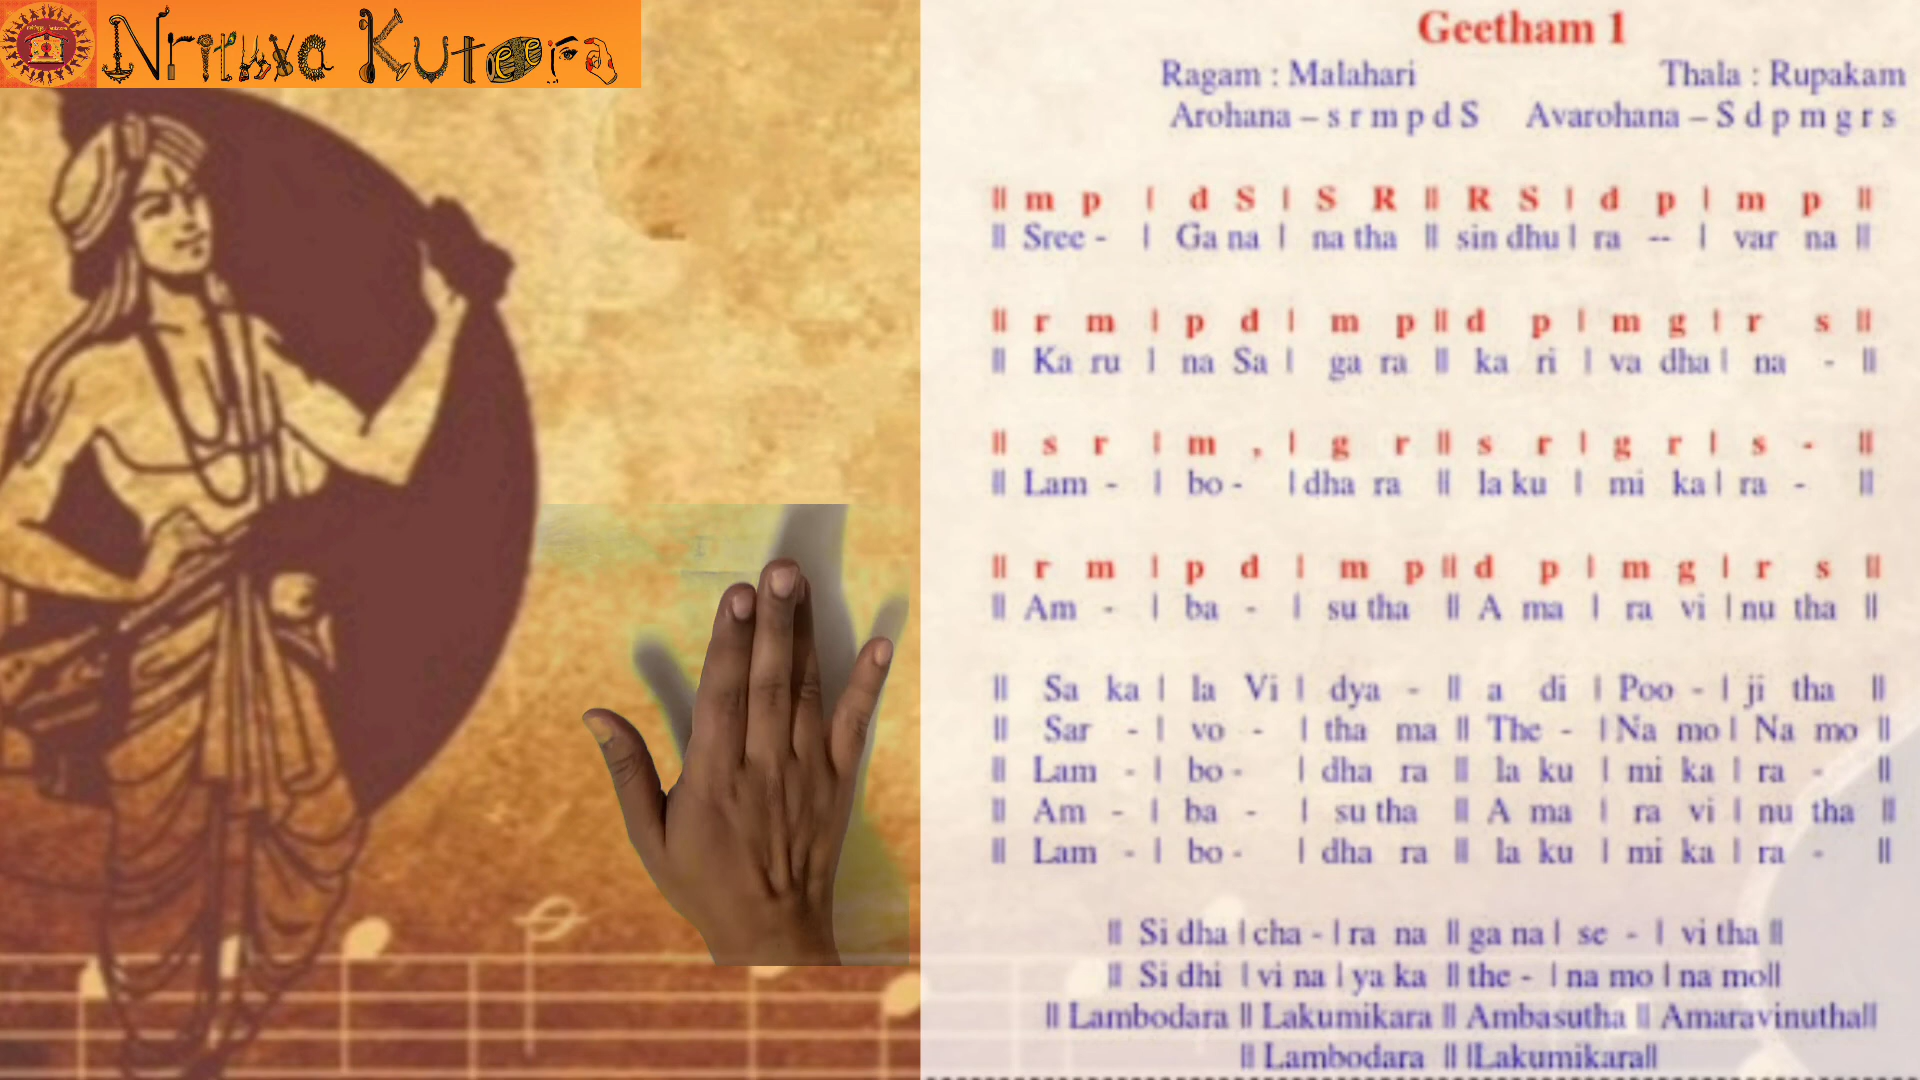 Nrithya Kuteera
Geetham 1
Ragam : Malahari Thala : Rupakam
Arohana – s r m p d S Avarohana – S d p m g r s
|| m p | d S | S R || R S | d p | m p ||
|| Sree - | Ga na | na tha || sin dhu | ra -- | var na ||
|| r m | p d | m p || d p | m g | r s ||
|| Ka ru | na Sa | ga ra || ka ri | va dha | na - ||
|| s r | m , | g r || s r | g r | s - ||
|| Lam - | bo - | dha ra || la ku | mi ka | ra - ||
|| r m | p d | m p || d p | m g | r s ||
|| Am - | ba - | su tha || A ma | ra vi | nu tha ||
|| Sa ka | la Vi | dya - || a di | Poo - | ji tha ||
|| Sar - | vo - | tha ma || The - | Na mo | Na mo ||
|| Lam - | bo - | dha ra || la ku | mi ka | ra - ||
|| Am - | ba - | su tha || A ma | ra vi | nu tha ||
|| Lam - | bo - | dha ra || la ku | mi ka | ra - ||
|| Si dha | cha - | ra na || ga na | se - | vi tha ||
|| Si dhi | vi na | ya ka || the - | na mo | na mo||
|| Lambodara || Lakumikara || Ambasutha || Amaravinutha||
|| Lambodara || |Lakumikara||